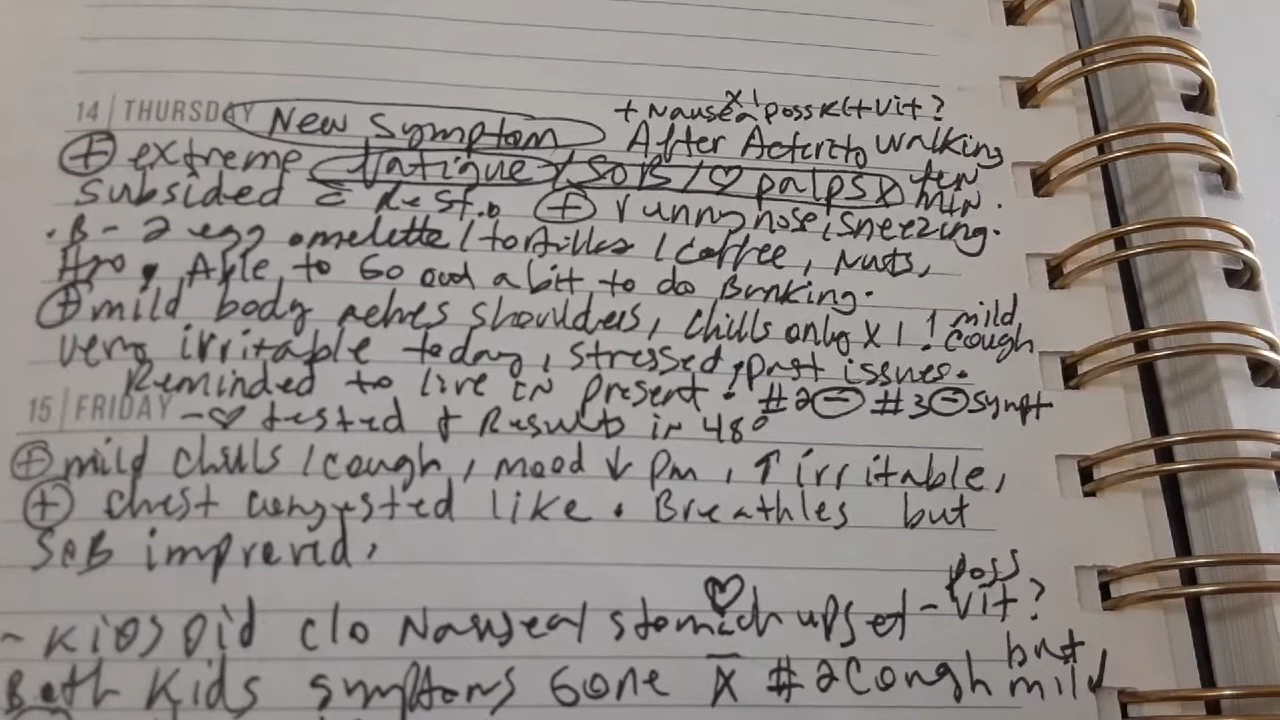 + Nausea x1 poss Vit?
14 | THURSDAY New Symptom After walking
⊕ extreme fatigue / SOB / ♡ palps x ten min.
subsided c̄ Rest. ⊕ runny nose, sneezing.
. B - 2 egg omelette / tortillas / coffee, Nuts,
Able to Go out a bit to do Banking.
⊕ mild body aches shoulders, chills only x 1 ! mild cough
very irritable today, stressed, past issues.
Reminded to live in present! #2 ⊖ #3 ⊖ sympt
15 | FRIDAY - ♡ tested & Results in 48°
⊕ mild chills / cough, mood ↓ pm, ↑ irritable,
⊕ chest congested like. Breathles but
SOB improved,
- Kids Did c/o Nausea / stomach ♡ upset - poss Vit?
Both Kids symptoms Gone x̄ #2 cough but mild